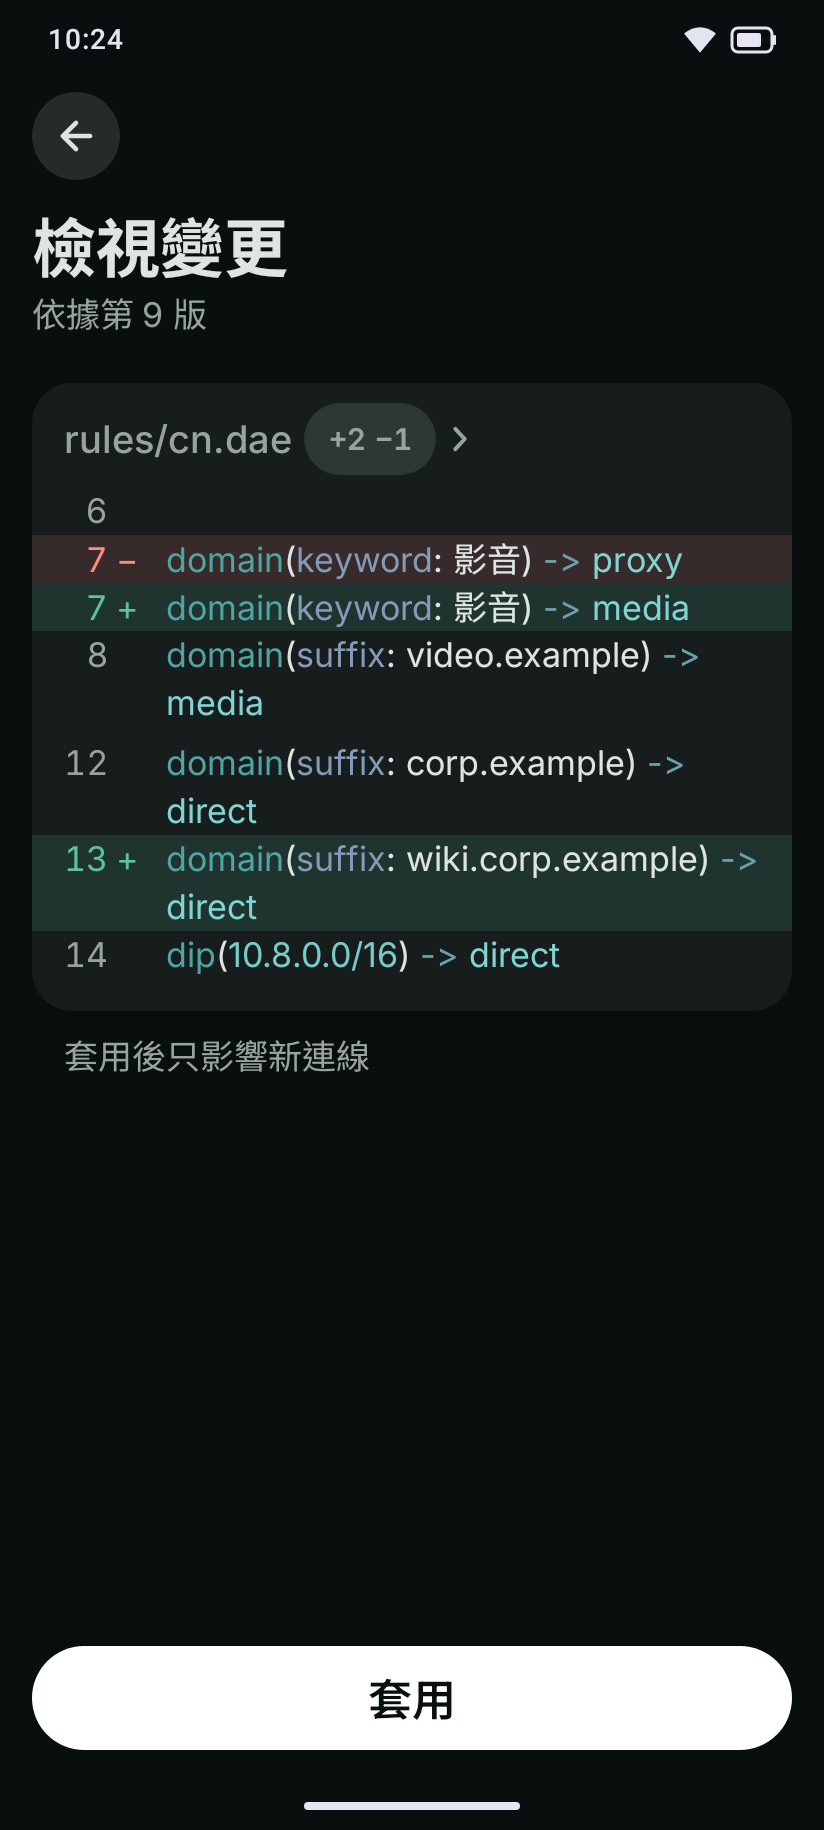 10:24
檢視變更
依據第 9 版
rules/cn.dae +2 −1
6
7 − domain(keyword: 影音) -> proxy
7 + domain(keyword: 影音) -> media
8 domain(suffix: video.example) ->
media
12 domain(suffix: corp.example) ->
direct
13 + domain(suffix: wiki.corp.example) ->
direct
14 dip(10.8.0.0/16) -> direct
套用後只影響新連線
套用